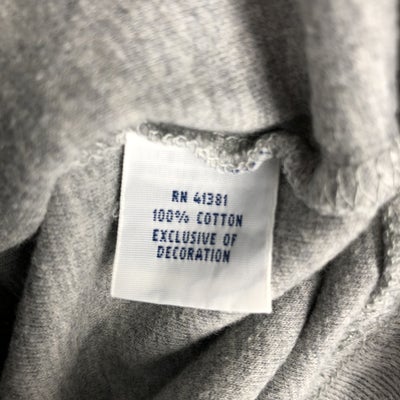 RN 41381
100% COTTON
EXCLUSIVE OF
DECORATION